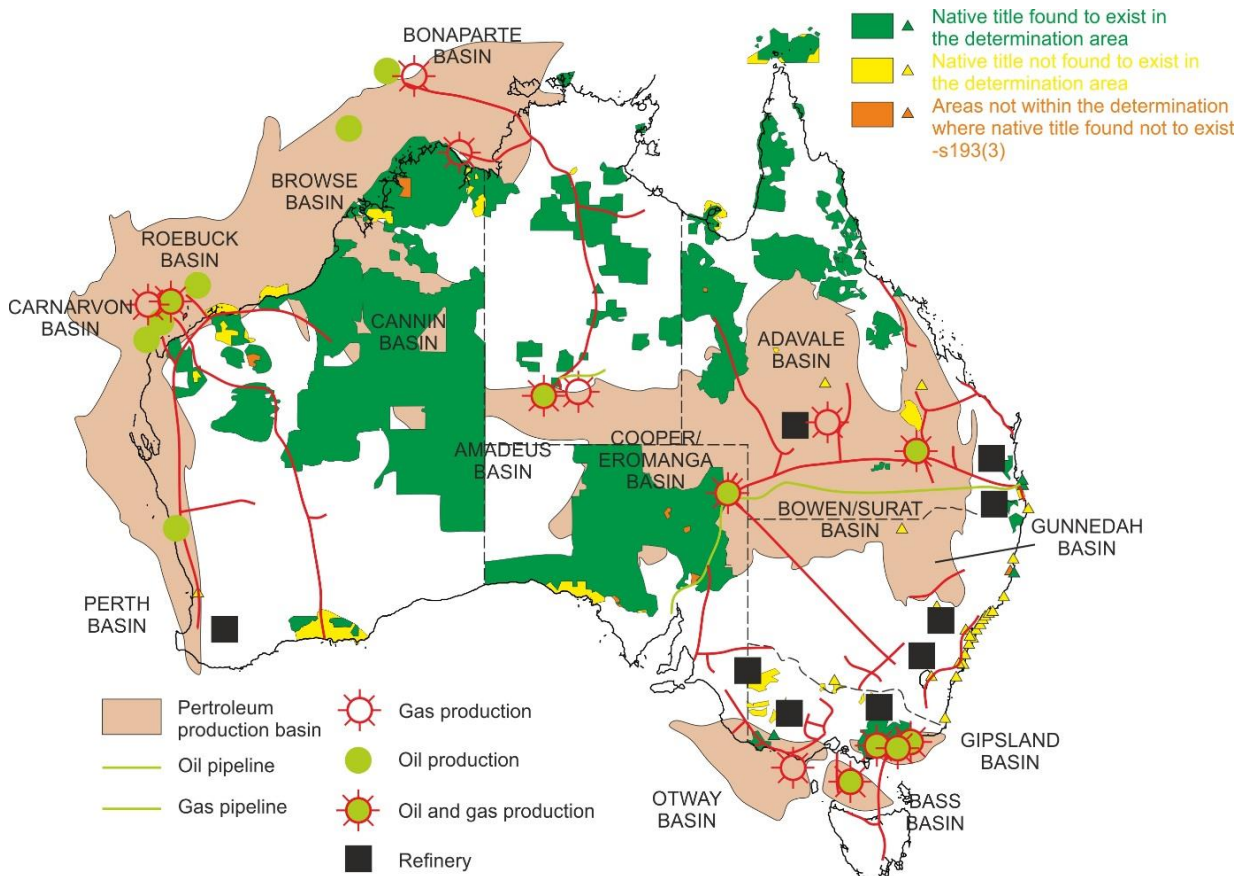 Native title found to exist in
the determination area
Native title not found to exist in
the determination area
Areas not within the determination
where native title found not to exist
-s193(3)
BONAPARTE
BASIN
BROWSE
BASIN
ROEBUCK
BASIN
CARNARVON
BASIN
CANNIN
BASIN
ADAVALE
BASIN
AMADEUS
BASIN
COOPER/
EROMANGA
BASIN
BOWEN/SURAT
BASIN
GUNNEDAH
BASIN
PERTH
BASIN
GIPSLAND
BASIN
OTWAY
BASIN
BASS
BASIN
Pertroleum
production basin
Oil pipeline
Gas pipeline
Gas production
Oil production
Oil and gas production
Refinery